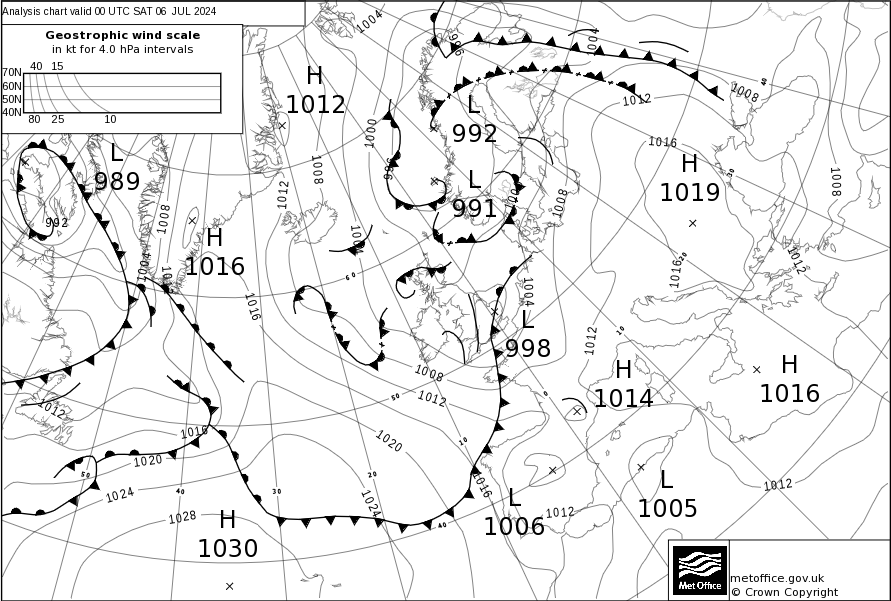 Analysis chart valid 00 UTC SAT 06 JUL 2024
Geostrophic wind scale
in kt for 4.0 hPa intervals
40 15
70N
60N
50N
40N
80 25 10
1004
996
1004
40
1008
H
1012
1012
L
992
1000
996
1016
H
1019
30
1008
L
989
1012
1008
L
991
1008
1008
992
H
1016
1004
1004
1016
20
1012
60
1016
1004
10
1012
L
998
1008
H
1014
H
1016
50
1012
0
1012
1016
1020
10
1020
50
1024
40
30
20
1024
1016
L
1006
1012
L
1005
1012
1028
H
1030
40
Met Office
metoffice.gov.uk
© Crown Copyright